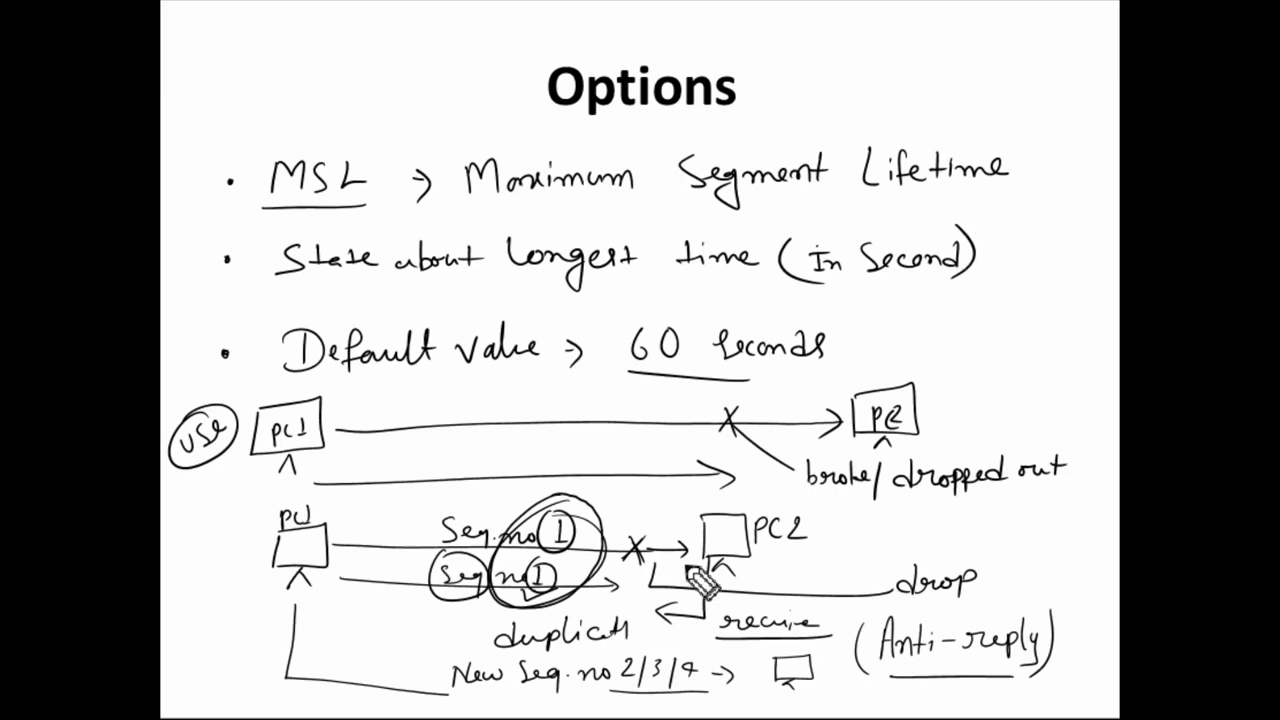 Options
• MSL → Maximum Segment Lifetime
• State about longest time (In Second)
• Default value → 60 seconds
use PC1 PC2
broke/dropped out
PC1 Seq.no 1 PC2
Seq no 1
drop
duplicate receive (Anti-reply)
New Seq.no 2/3/4 →